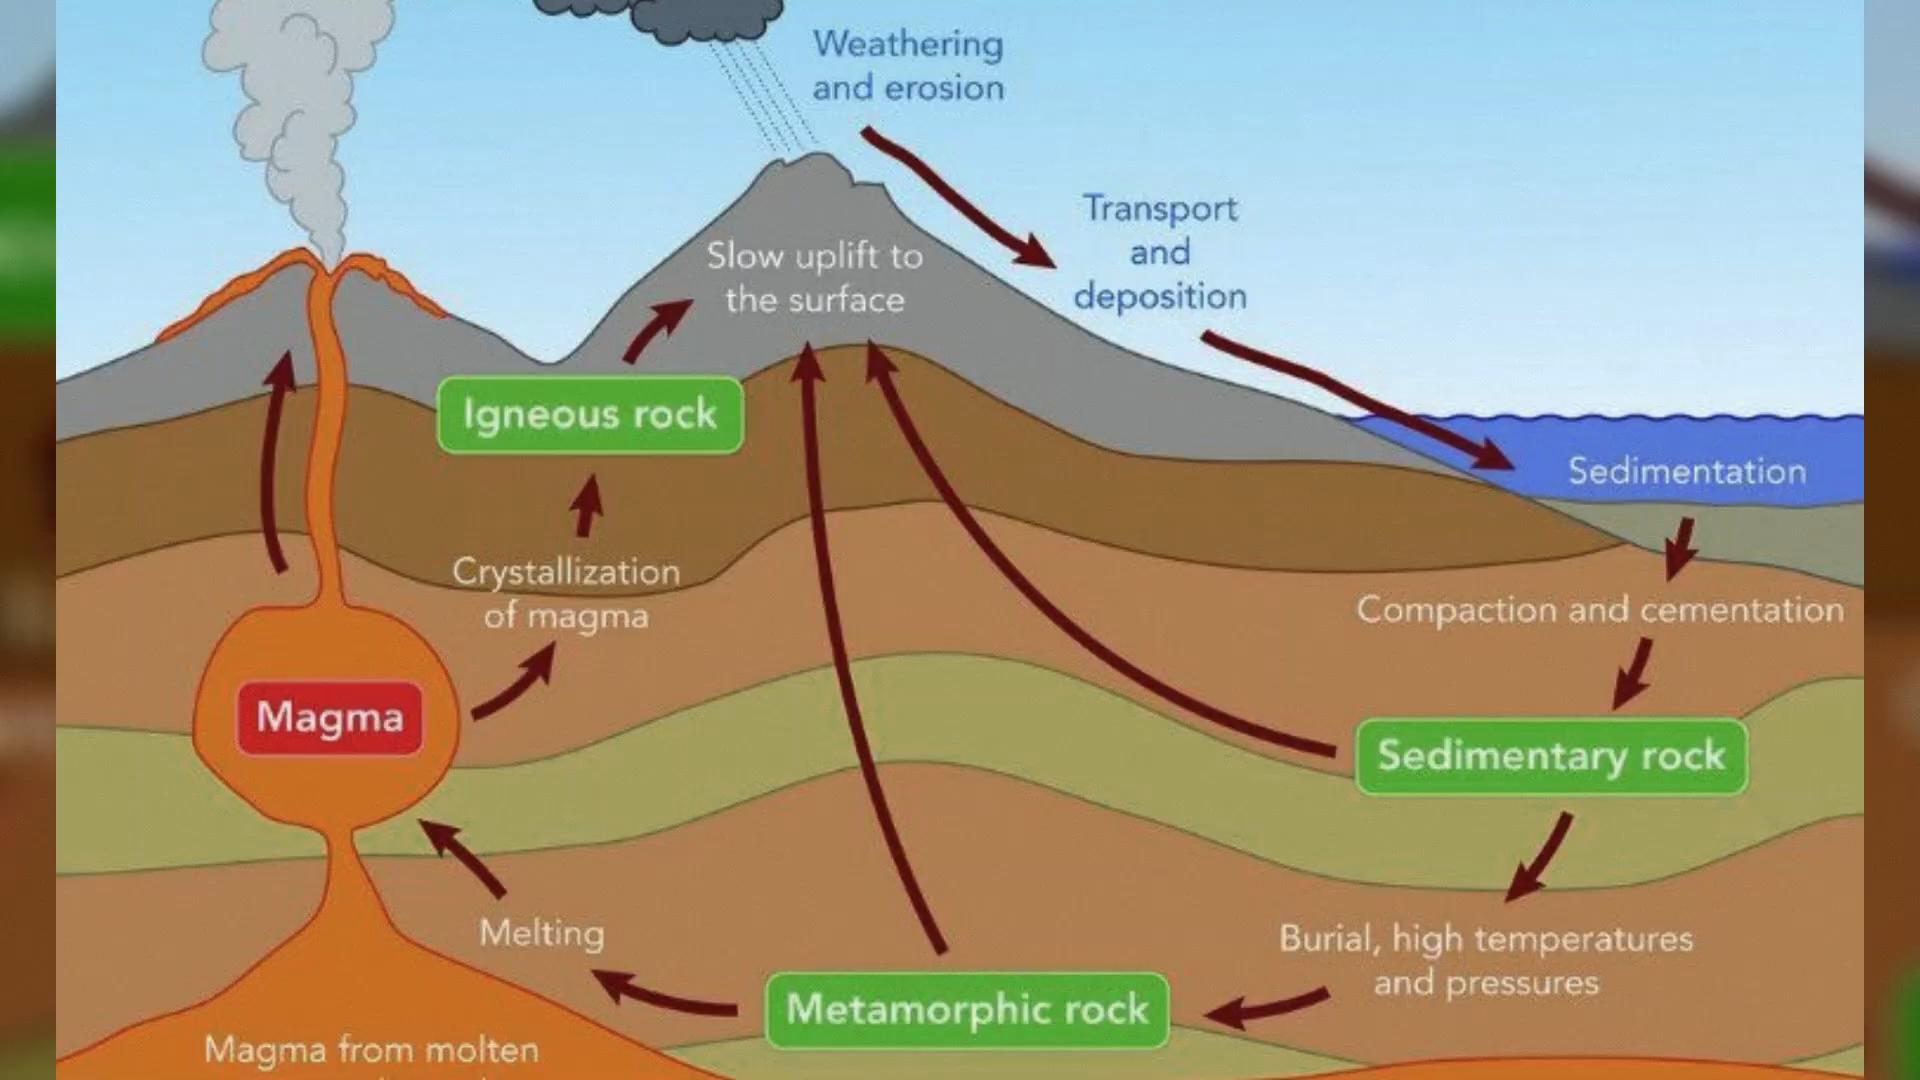 Weathering
and erosion
Transport
and
deposition
Slow uplift to
the surface
Igneous rock
Sedimentation
Crystallization
of magma
Compaction and cementation
Magma
Sedimentary rock
Melting
Burial, high temperatures
and pressures
Metamorphic rock
Magma from molten